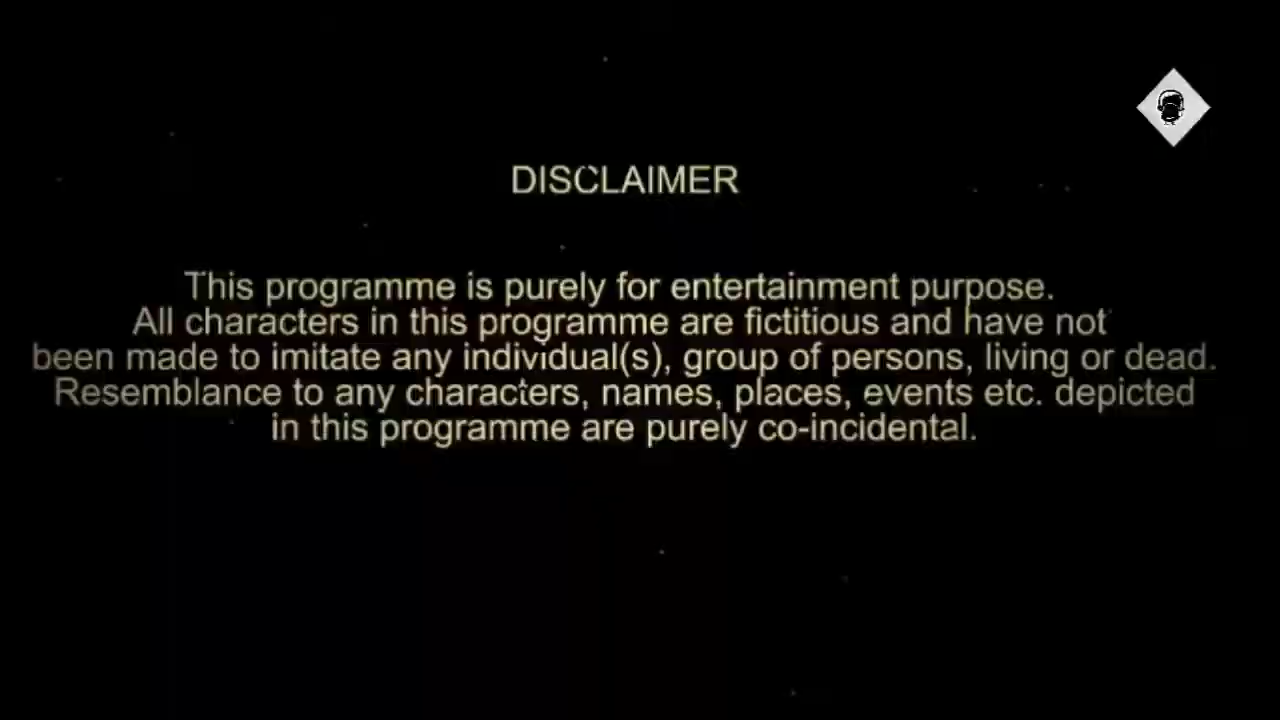 DISCLAIMER
This programme is purely for entertainment purpose.
All characters in this programme are fictitious and have not
been made to imitate any individual(s), group of persons, living or dead.
Resemblance to any characters, names, places, events etc. depicted
in this programme are purely co-incidental.